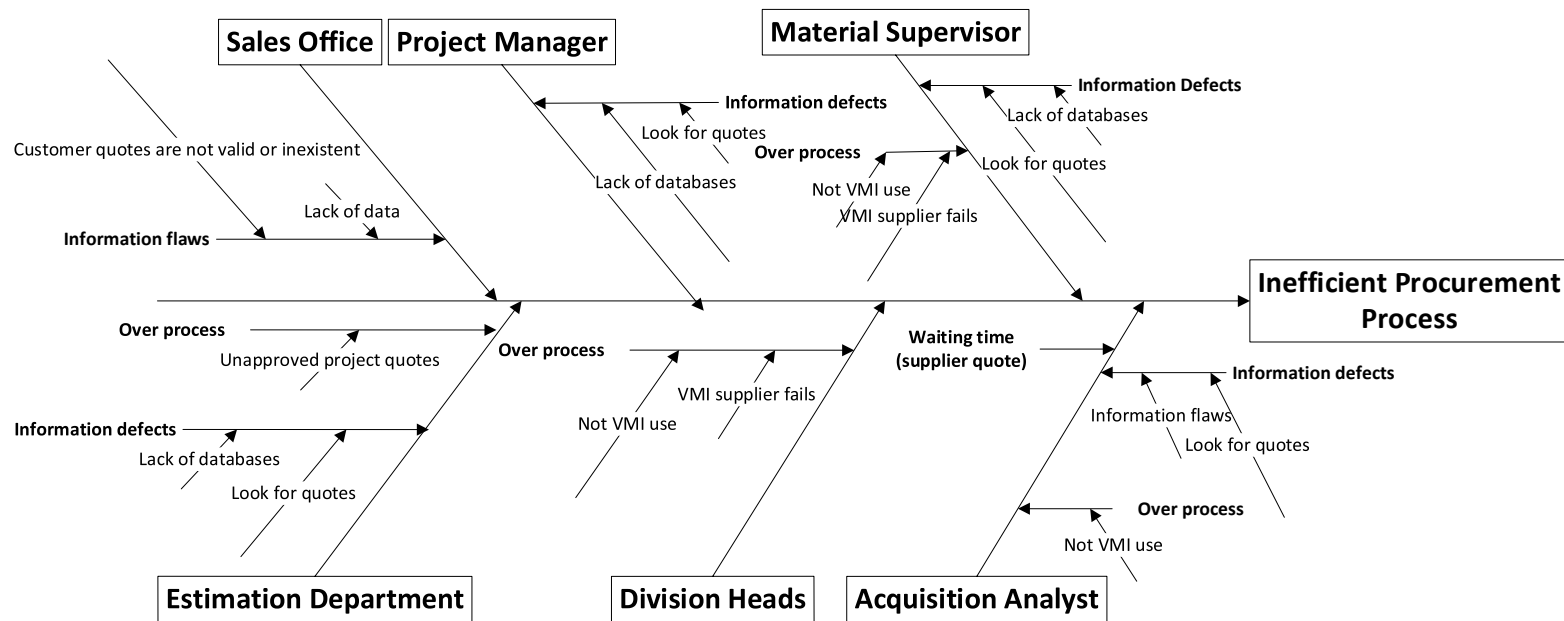 Sales Office
Project Manager
Material Supervisor
Information Defects
Lack of databases
Look for quotes
Information defects
Look for quotes
Lack of databases
Over process
Not VMI use
VMI supplier fails
Customer quotes are not valid or inexistent
Lack of data
Information flaws
Inefficient Procurement
Process
Over process
Unapproved project quotes
Information defects
Lack of databases
Look for quotes
Over process
VMI supplier fails
Not VMI use
Waiting time
(supplier quote)
Information defects
Information flaws
Look for quotes
Over process
Not VMI use
Estimation Department
Division Heads
Acquisition Analyst